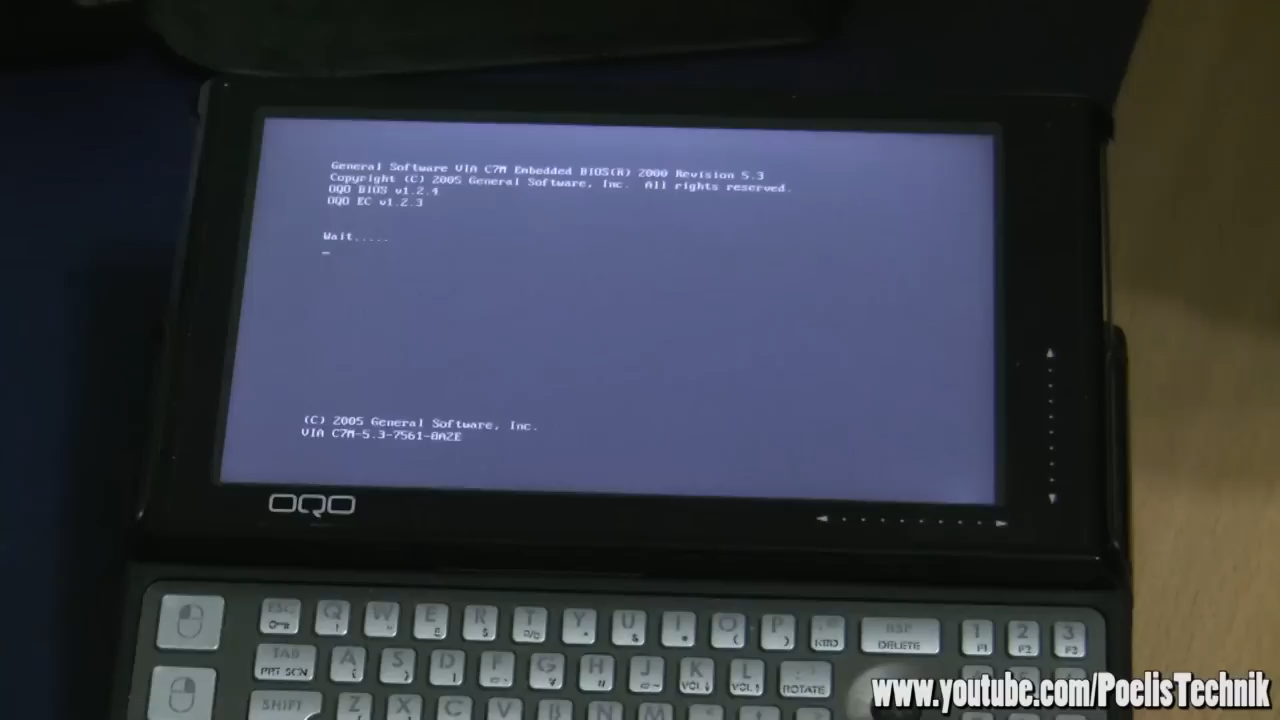 General Software VIA C7M Embedded BIOS(R) 2000 Revision 5.3
Copyright (C) 2005 General Software, Inc. All rights reserved.
OQO BIOS v1.2.4
OQO EC v1.2.3
Wait.....
(C) 2005 General Software, Inc.
VIA C7M-5.3-7561-8A2E
OQO
ESC Q W E R T Y U I O P KBD BSP DELETE 1 F1 2 F2 3 F3
TAB PRT SCN A S D F G H J K VOL L VOL ROTATE
SHIFT Z X C V B N M
www.youtube.com/PoelisTechnik